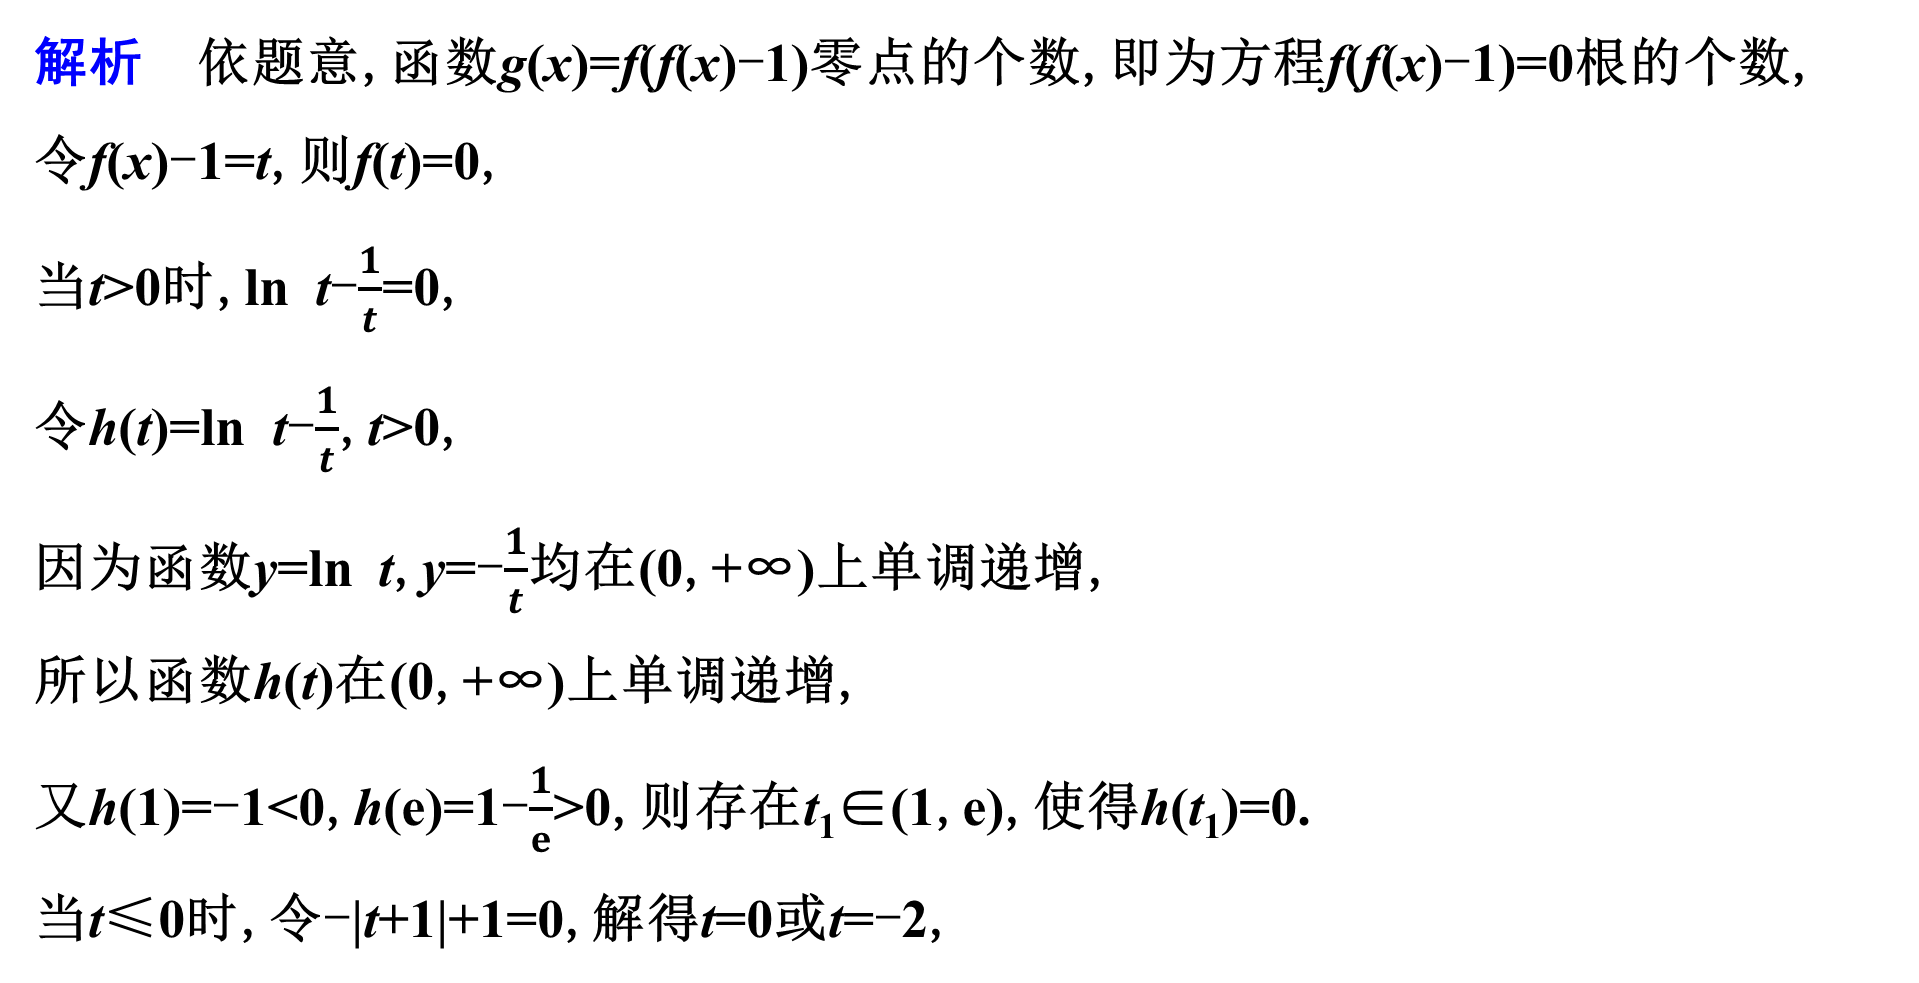 解析 依题意, 函数g(x)=f(f(x)−1)零点的个数, 即为方程f(f(x)−1)=0根的个数,
令f(x)−1=t, 则f(t)=0,
当t>0时, ln t−1/t=0,
令h(t)=ln t−1/t, t>0,
因为函数y=ln t, y=−1/t均在(0, +∞)上单调递增,
所以函数h(t)在(0, +∞)上单调递增,
又h(1)=−1<0, h(e)=1−1/e>0, 则存在t₁∈(1, e), 使得h(t₁)=0.
当t≤0时, 令−|t+1|+1=0, 解得t=0或t=−2,